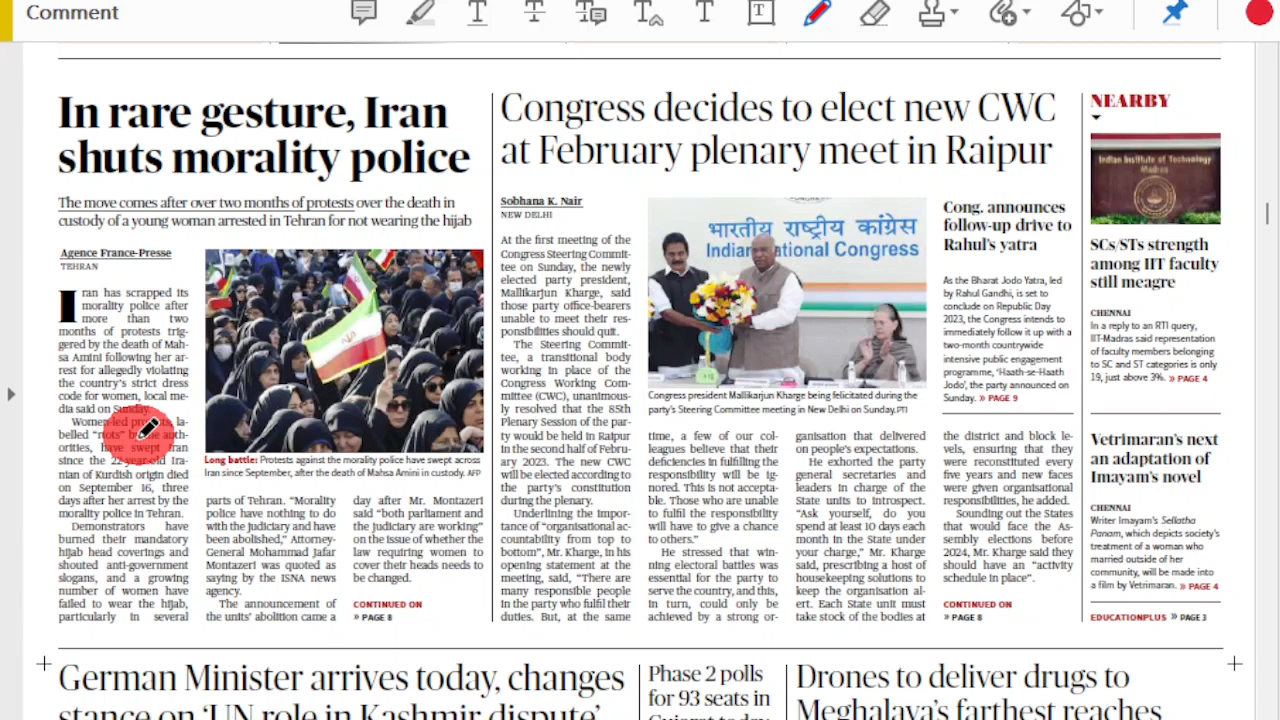 Comment
In rare gesture, Iran
shuts morality police
The move comes after over two months of protests over the death in
custody of a young woman arrested in Tehran for not wearing the hijab
Agence France-Presse
TEHRAN
Iran has scrapped its
morality police after
more than two
months of protests trig-
gered by the death of Mah-
sa Amini following her ar-
rest for allegedly violating
the country's strict dress
code for women, local me-
dia said on Sunday.
Women-led protests, la-
belled "riots" by the auth-
orities, have swept Iran
since the 22-year-old Ira-
nian of Kurdish origin died
on September 16, three
days after her arrest by the
morality police in Tehran.
Demonstrators have
burned their mandatory
hijab head coverings and
shouted anti-government
slogans, and a growing
number of women have
failed to wear the hijab,
particularly in several
Long battle: Protests against the morality police have swept across
Iran since September, after the death of Mahsa Amini in custody. AFP
parts of Tehran. "Morality
police have nothing to do
with the judiciary and have
been abolished," Attorney-
General Mohammad Jafar
Montazeri was quoted as
saying by the ISNA news
agency.
The announcement of
the units' abolition came a
day after Mr. Montazeri
said "both parliament and
the judiciary are working"
on the issue of whether the
law requiring women to
cover their heads needs to
be changed.
CONTINUED ON
» PAGE 8
Congress decides to elect new CWC
at February plenary meet in Raipur
Sobhana K. Nair
NEW DELHI
At the first meeting of the
Congress Steering Commit-
tee on Sunday, the newly
elected party president,
Mallikarjun Kharge, said
those party office-bearers
unable to meet their res-
ponsibilities should quit.
The Steering Commit-
tee, a transitional body
working in place of the
Congress Working Com-
mittee (CWC), unanimous-
ly resolved that the 85th
Plenary Session of the par-
ty would be held in Raipur
in the second half of Febru-
ary 2023. The new CWC
will be elected according to
the party's constitution
during the plenary.
Underlining the impor-
tance of "organisational ac-
countability from top to
bottom", Mr. Kharge, in his
opening statement at the
meeting, said, "There are
many responsible people
in the party who fulfil their
duties. But, at the same
भारतीय राष्ट्रीय कांग्रेस
Indian National Congress
Congress president Mallikarjun Kharge being felicitated during the
party's Steering Committee meeting in New Delhi on Sunday. PTI
time, a few of our col-
leagues believe that their
deficiencies in fulfilling the
responsibility will be ig-
nored. This is not accepta-
ble. Those who are unable
to fulfil the responsibility
will have to give a chance
to others."
He stressed that win-
ning electoral battles was
essential for the party to
serve the country, and this,
in turn, could only be
achieved by a strong or-
ganisation that delivered
on people's expectations.
He exhorted the party
general secretaries and
leaders in charge of the
State units to introspect.
"Ask yourself, do you
spend at least 10 days each
month in the State under
your charge," Mr. Kharge
said, prescribing a host of
housekeeping solutions to
keep the organisation al-
ert. Each State unit must
take stock of the bodies at
the district and block le-
vels, ensuring that they
were reconstituted every
five years and new faces
were given organisational
responsibilities, he added.
Sounding out the States
that would face the As-
sembly elections before
2024, Mr. Kharge said they
should have an "activity
schedule in place".
CONTINUED ON
» PAGE 8
Cong. announces
follow-up drive to
Rahul's yatra
As the Bharat Jodo Yatra, led
by Rahul Gandhi, is set to
conclude on Republic Day
2023, the Congress intends to
immediately follow it up with a
two-month countrywide
intensive public engagement
programme, 'Haath-se-Haath
Jodo', the party announced on
Sunday. » PAGE 9
NEARBY
Indian Institute of Technology
Madras
SCs/STs strength
among IIT faculty
still meagre
CHENNAI
In a reply to an RTI query,
IIT-Madras said representation
of faculty members belonging
to SC and ST categories is only
19, just above 3%. » PAGE 4
Vetrimaran's next
an adaptation of
Imayam's novel
CHENNAI
Writer Imayam's Sellatha
Panam, which depicts society's
treatment of a woman who
married outside of her
community, will be made into
a film by Vetrimaran. » PAGE 4
EDUCATIONPLUS » PAGE 3
German Minister arrives today, changes
stance on 'UN role in Kashmir dispute'
Phase 2 polls
for 93 seats in
Gujarat today
Drones to deliver drugs to
Meghalaya's farthest reaches